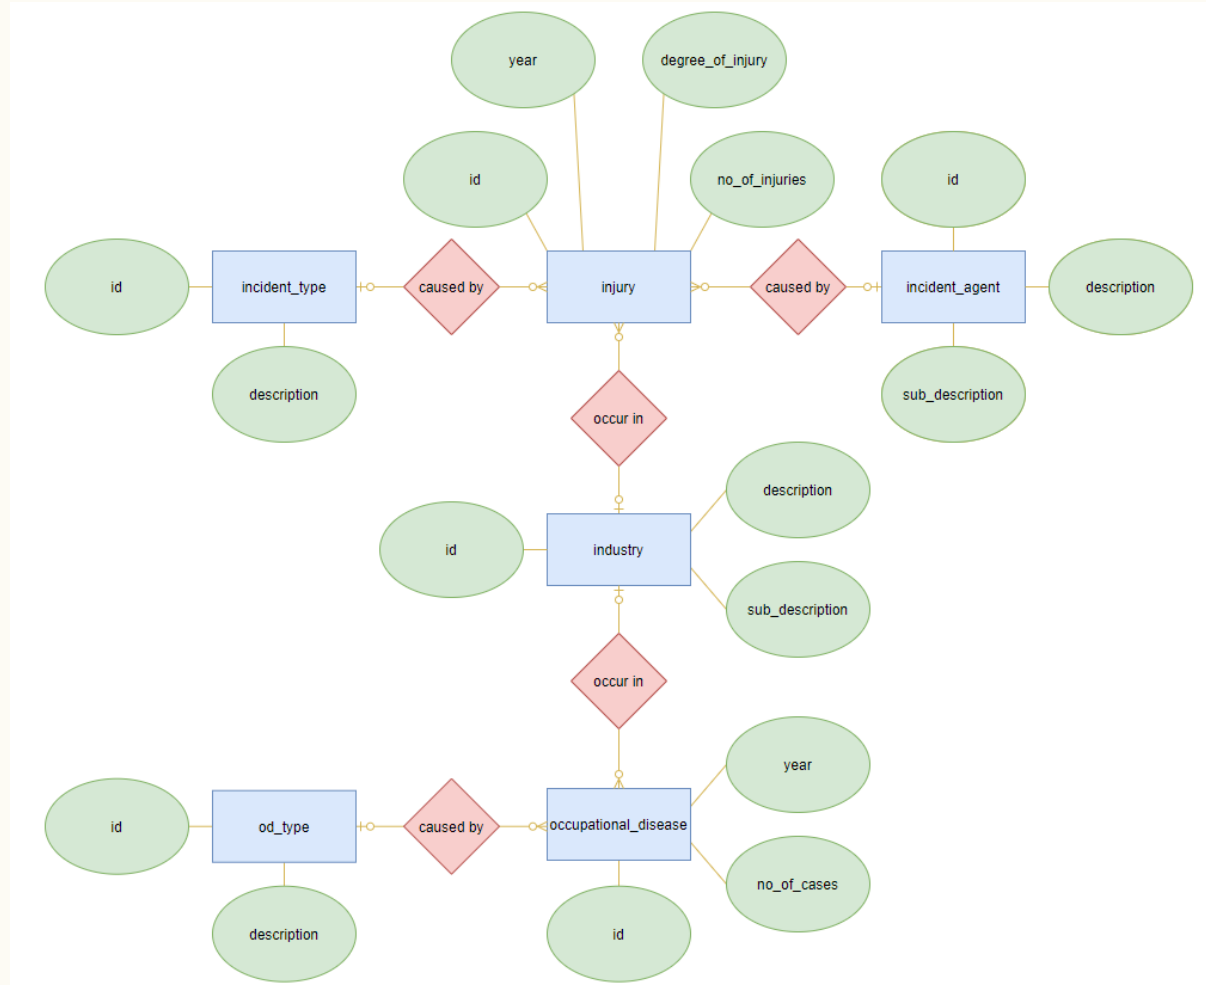 year
degree_of_injury
id
no_of_injuries
id
id
incident_type
caused by
injury
caused by
incident_agent
description
description
sub_description
occur in
description
id
industry
sub_description
occur in
year
id
od_type
caused by
occupational_disease
no_of_cases
description
id